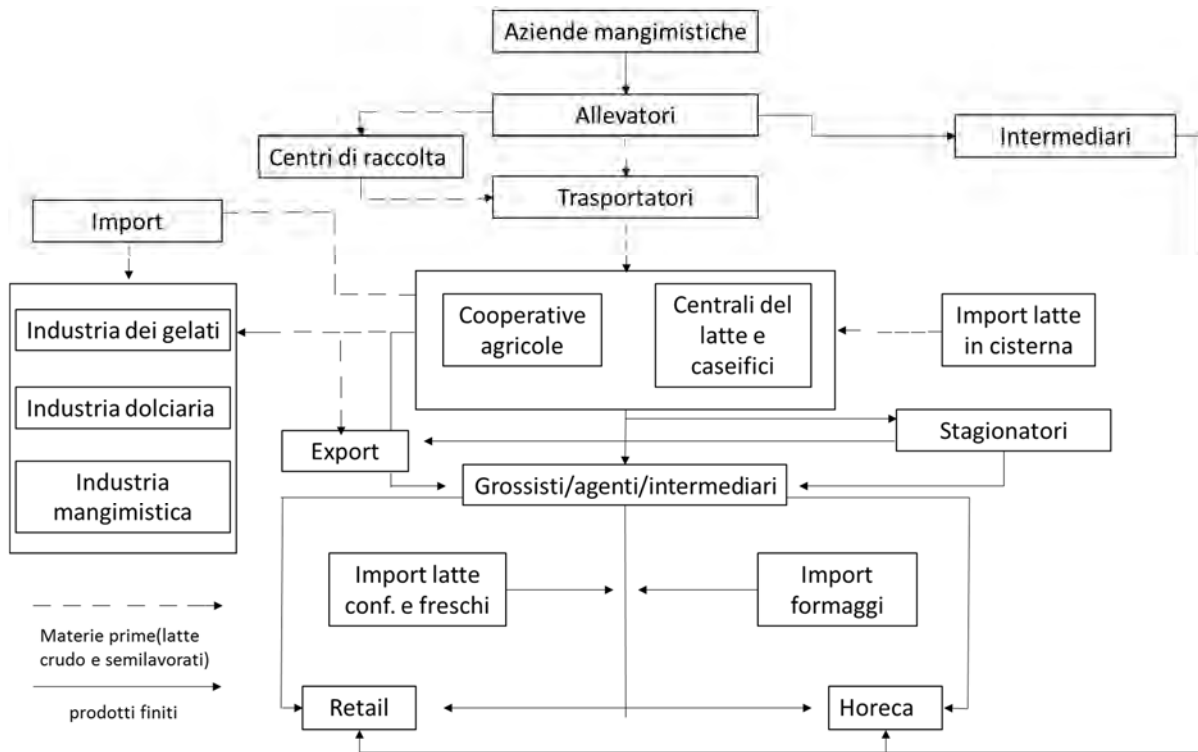 Aziende mangimistiche
Allevatori
Intermediari
Centri di raccolta
Trasportatori
Import
Industria dei gelati
Industria dolciaria
Industria
mangimistica
Cooperative
agricole
Centrali del
latte e
caseifici
Import latte
in cisterna
Stagionatori
Export
Grossisti/agenti/intermediari
Import latte
conf. e freschi
Import
formaggi
Materie prime(latte
crudo e semilavorati)
prodotti finiti
Retail
Horeca